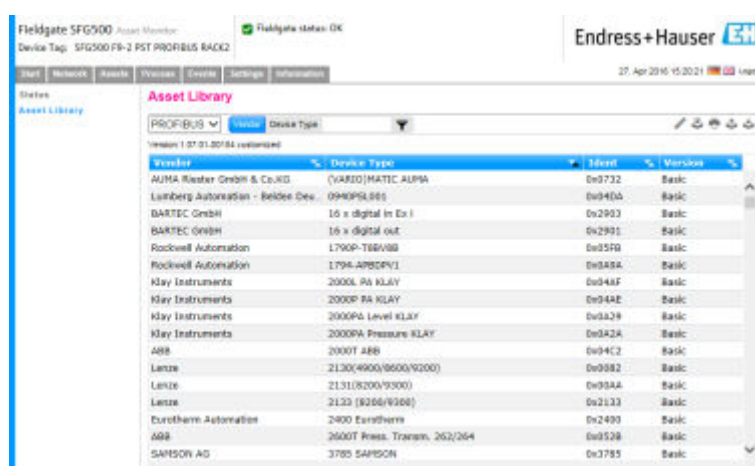 Fieldgate SFG500 Asset Monitor
Fieldgate status: OK
Endress+Hauser EH
Device Tag: SFG500 F9-2 PST PROFIBUS RACK2
Start Network Assets Process Events Settings Information
27. Apr 2016 15:20:21
Status
Asset Library
Asset Library
PROFIBUS Vendor Device Type
Version 1.07.01.00184 customized
Vendor Device Type Ident Version
AUMA Riester GmbH & Co.KG (VARIO)MATIC AUMA 0x0732 Basic
Lumberg Automation - Belden Deu... 0940PSL001 0x04DA Basic
BARTEC GmbH 16 x digital in Ex i 0x2903 Basic
BARTEC GmbH 16 x digital out 0x2901 Basic
Rockwell Automation 1790P-T8BV8B 0x05FB Basic
Rockwell Automation 1794-APBDPV1 Basic
Klay Instruments 2000L PA KLAY 0x04AF Basic
Klay Instruments 2000P PA KLAY 0x04AE Basic
Klay Instruments 2000PA Level KLAY 0x0A29 Basic
Klay Instruments 2000PA Pressure KLAY 0x0A2A Basic
ABB 2000T ABB 0x04C2 Basic
Lenze 2130(4900/8600/9200) 0x0082 Basic
Lenze 2131(8200/9300) 0x00AA Basic
Lenze 2133 (8200/9300) 0x2133 Basic
Eurotherm Automation 2400 Eurotherm 0x2400 Basic
ABB 2600T Press. Transm. 262/264 0x052B Basic
SAMSON AG 3785 SAMSON 0x3785 Basic